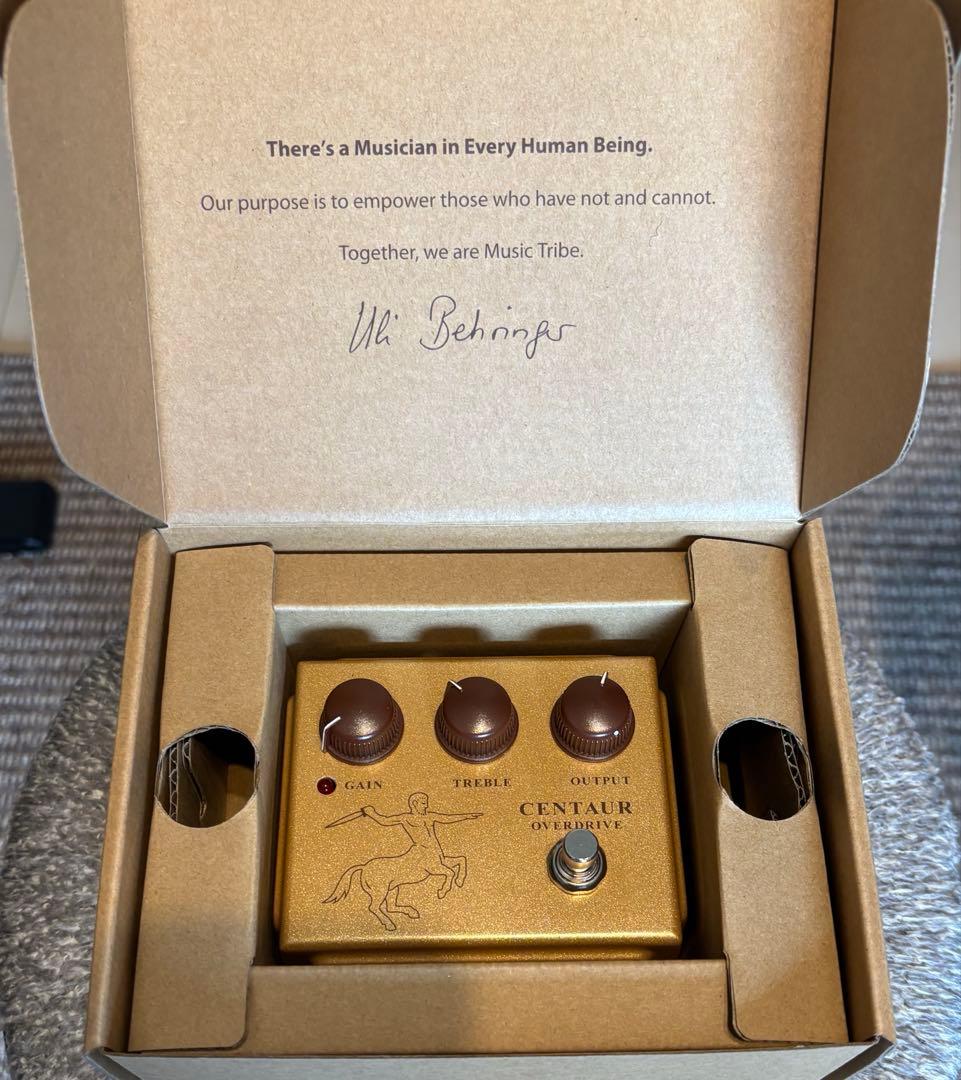 There's a Musician in Every Human Being.
Our purpose is to empower those who have not and cannot.
Together, we are Music Tribe.
Uli Behringer
GAIN TREBLE OUTPUT
CENTAUR
OVERDRIVE